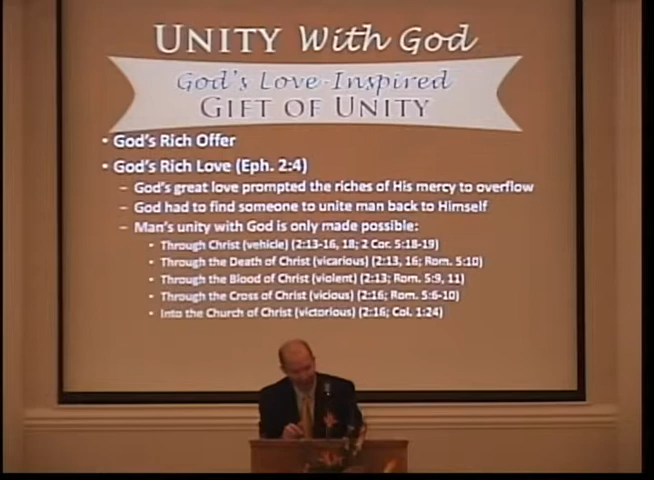 UNITY With God
God's Love-Inspired
GIFT OF UNITY
• God's Rich Offer
• God's Rich Love (Eph. 2:4)
– God's great love prompted the riches of His mercy to overflow
– God had to find someone to unite man back to Himself
– Man's unity with God is only made possible:
• Through Christ (vehicle) (2:13-16, 18; 2 Cor. 5:18-19)
• Through the Death of Christ (vicarious) (2:13, 16; Rom. 5:10)
• Through the Blood of Christ (violent) (2:13; Rom. 5:9, 11)
• Through the Cross of Christ (vicious) (2:16; Rom. 5:6-10)
• Into the Church of Christ (victorious) (2:16; Col. 1:24)